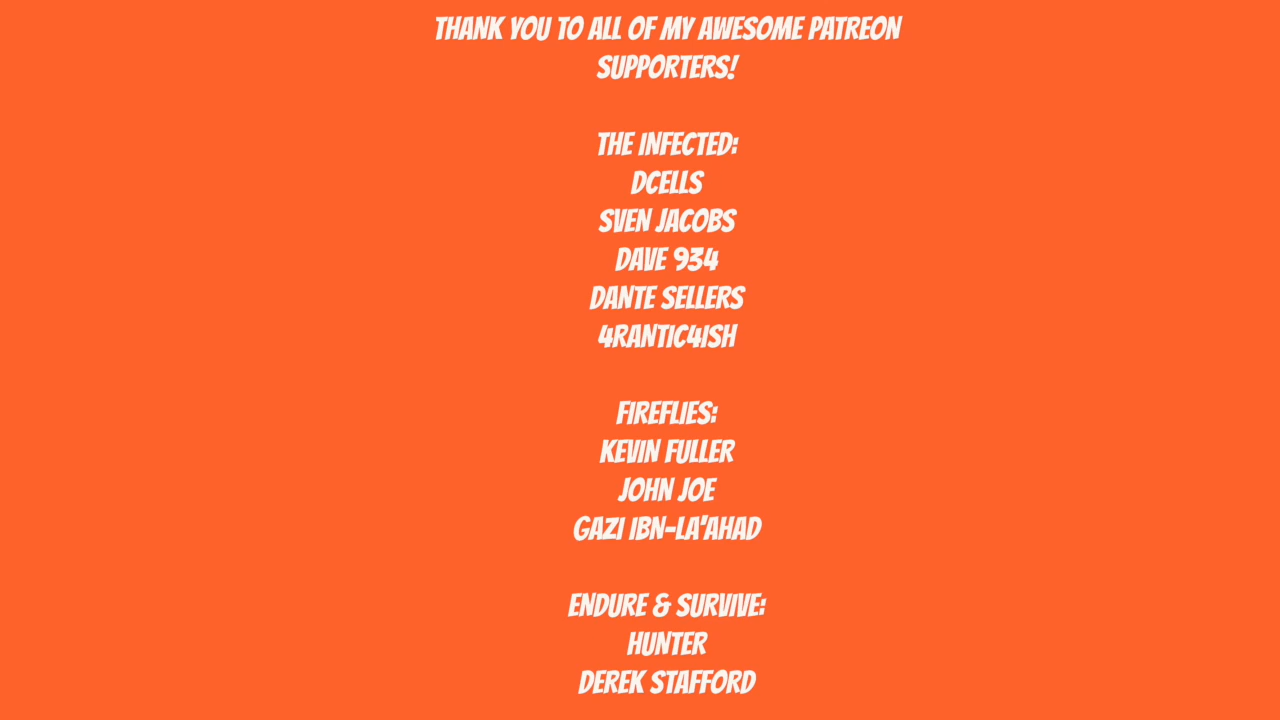 THANK YOU TO ALL OF MY AWESOME PATREON
SUPPORTERS!
THE INFECTED:
DCELLS
SVEN JACOBS
DAVE 934
DANTE SELLERS
4RANTIC4ISH
FIREFLIES:
KEVIN FULLER
JOHN JOE
GAZI IBN-LA'AHAD
ENDURE & SURVIVE:
HUNTER
DEREK STAFFORD